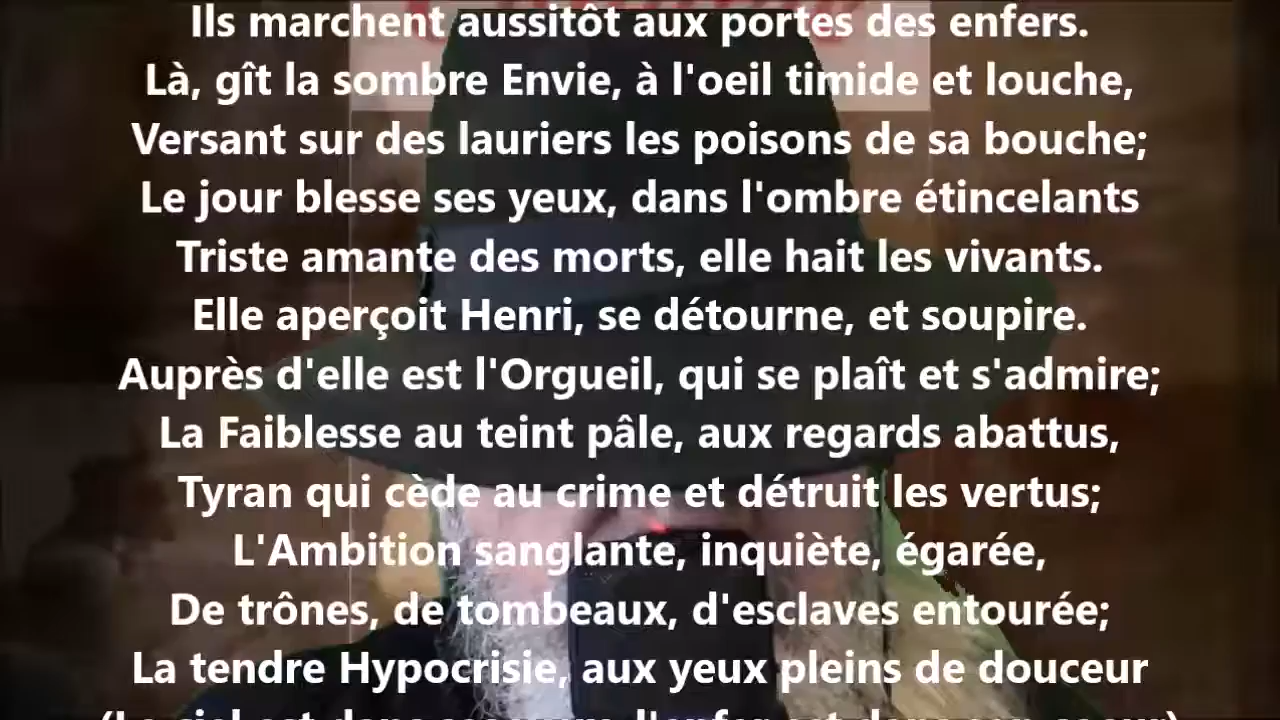 Ils marchent aussitôt aux portes des enfers.
Là, gît la sombre Envie, à l'oeil timide et louche,
Versant sur des lauriers les poisons de sa bouche;
Le jour blesse ses yeux, dans l'ombre étincelants
Triste amante des morts, elle hait les vivants.
Elle aperçoit Henri, se détourne, et soupire.
Auprès d'elle est l'Orgueil, qui se plaît et s'admire;
La Faiblesse au teint pâle, aux regards abattus,
Tyran qui cède au crime et détruit les vertus;
L'Ambition sanglante, inquiète, égarée,
De trônes, de tombeaux, d'esclaves entourée;
La tendre Hypocrisie, aux yeux pleins de douceur